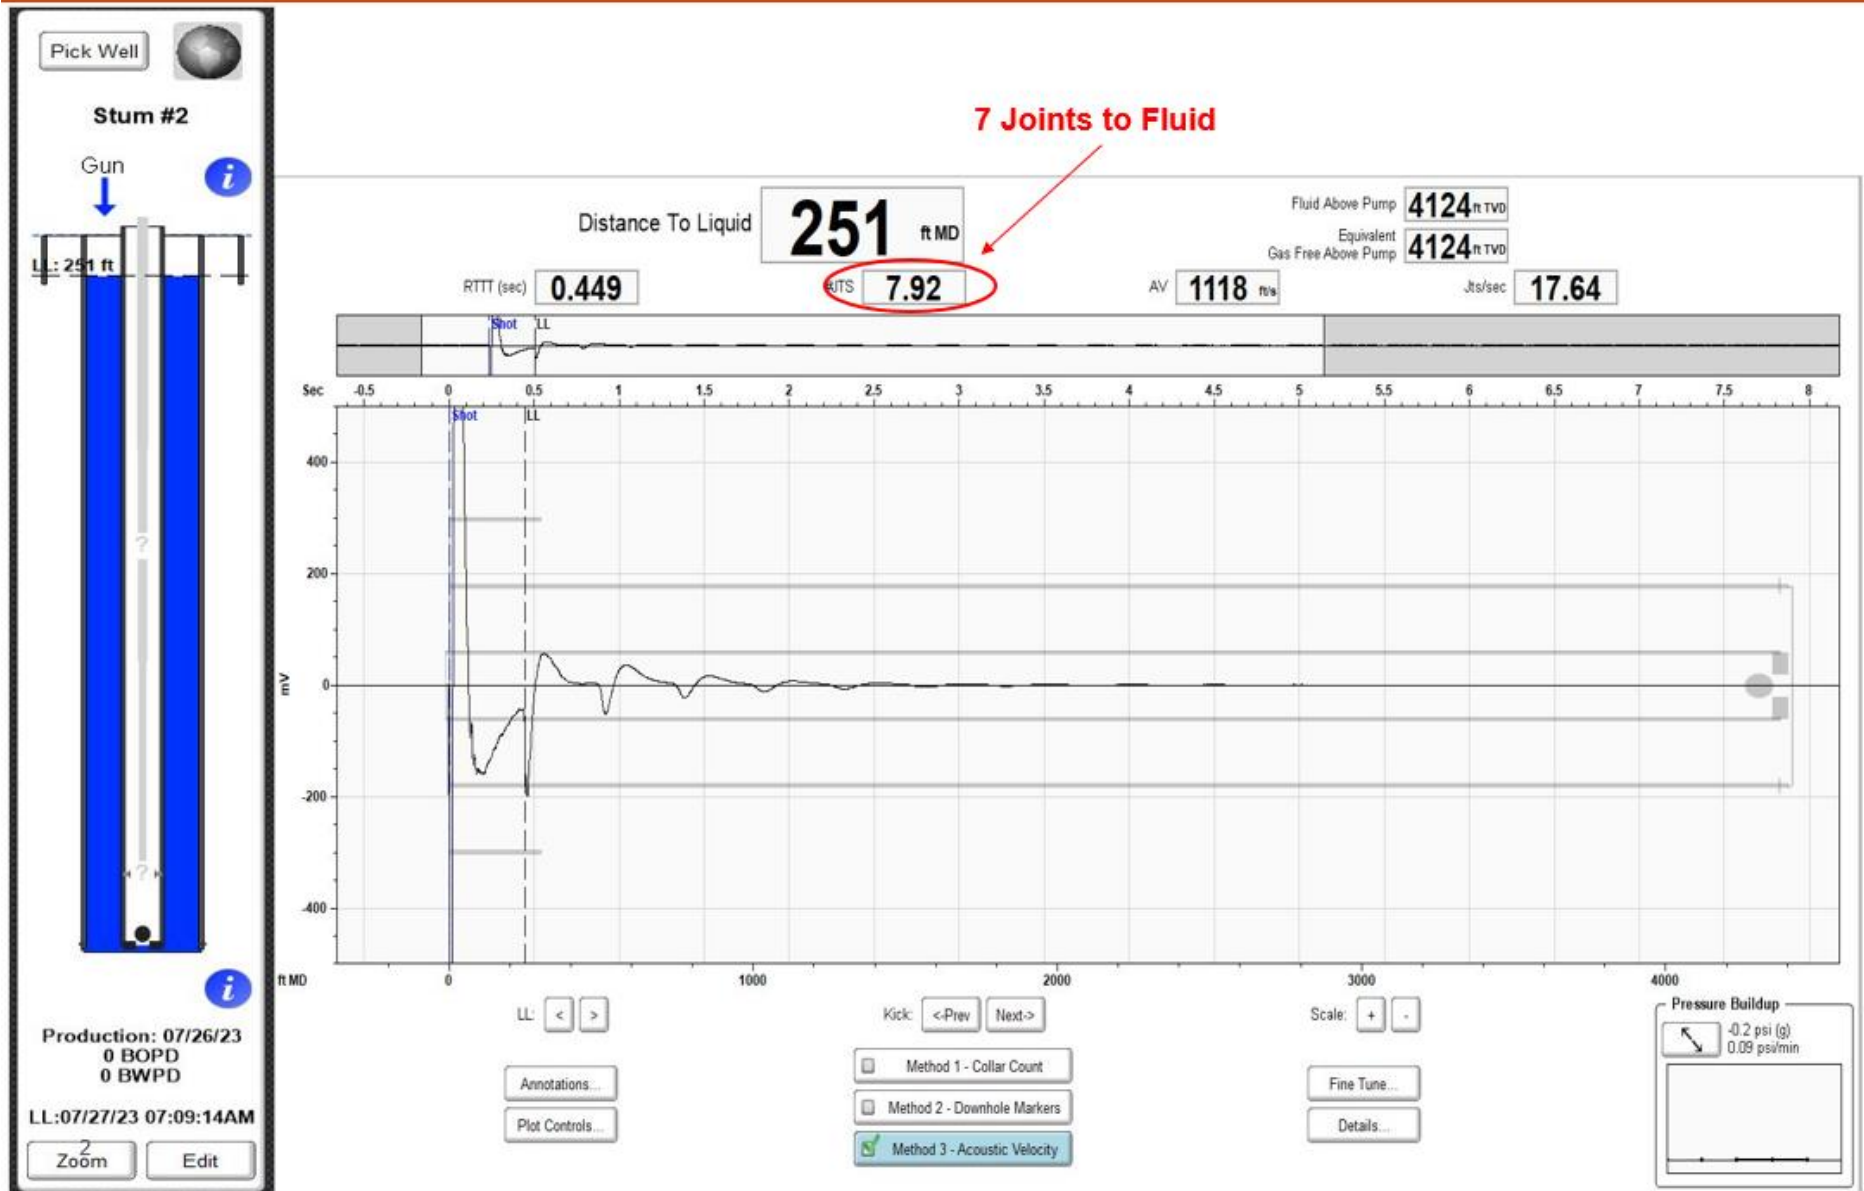 Pick Well
Stum #2
Gun
i
LL: 251 ft
?
?
i
Production: 07/26/23
0 BOPD
0 BWPD
LL:07/27/23 07:09:14AM
2
Zoom
Edit
7 Joints to Fluid
Distance To Liquid 251 ft MD
Fluid Above Pump 4124 ft TVD
Equivalent
Gas Free Above Pump 4124 ft TVD
RTTT (sec) 0.449
#JTS 7.92
AV 1118 ft/s
Jts/sec 17.64
Shot LL
Sec -0.5 0 0.5 1 1.5 2 2.5 3 3.5 4 4.5 5 5.5 6 6.5 7 7.5 8
Shot LL
400
200
mV 0
-200
-400
ft MD 0 1000 2000 3000 4000
LL: < >
Kick: <-Prev Next->
Scale: + -
Annotations...
Plot Controls...
Method 1 - Collar Count
Method 2 - Downhole Markers
Method 3 - Acoustic Velocity
Fine Tune...
Details...
Pressure Buildup
-0.2 psi (g)
0.09 psi/min